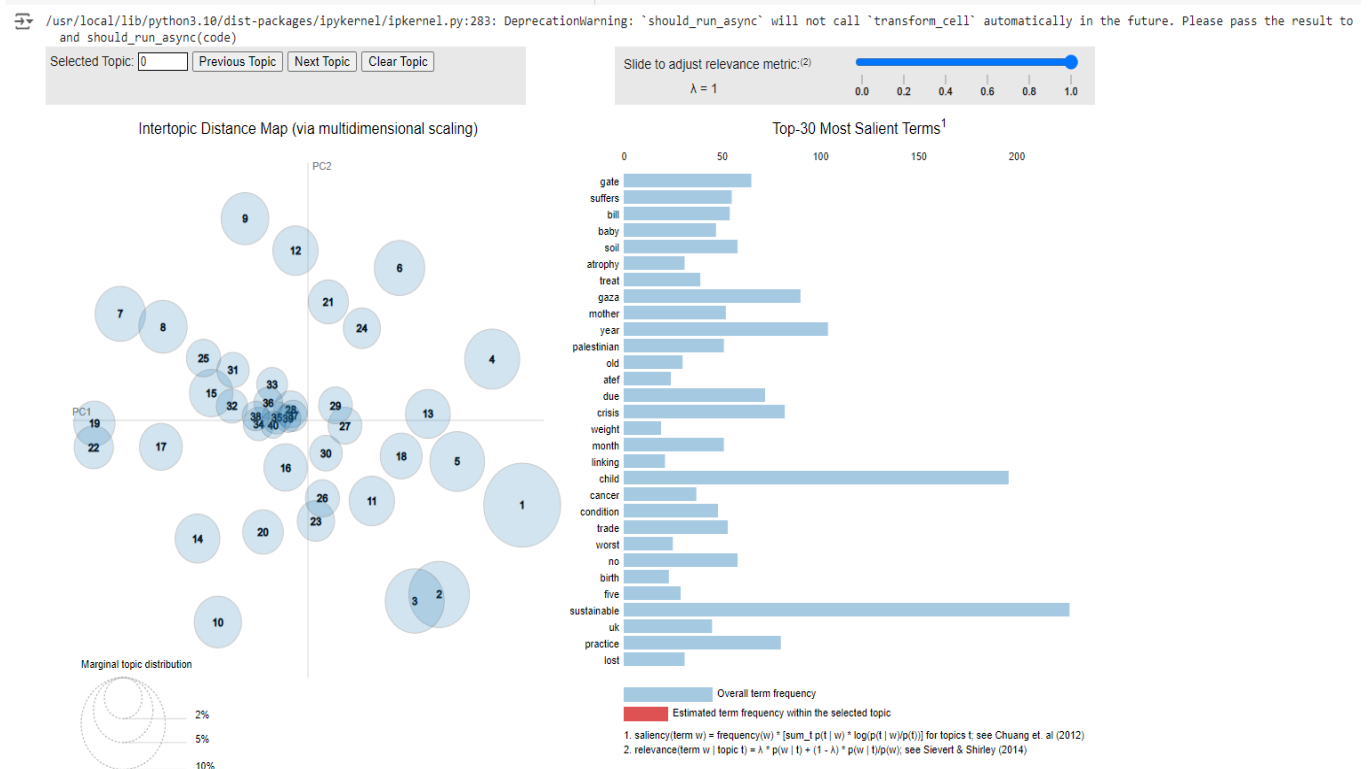 /usr/local/lib/python3.10/dist-packages/ipykernel/ipkernel.py:283: DeprecationWarning: `should_run_async` will not call `transform_cell` automatically in the future. Please pass the result to
and should_run_async(code)
Selected Topic: 0 Previous Topic Next Topic Clear Topic
Slide to adjust relevance metric:(2)
λ = 1
0.0 0.2 0.4 0.6 0.8 1.0
Intertopic Distance Map (via multidimensional scaling)
PC2
PC1
9
12
6
21
24
7
8
4
25
31
15
33
32
36
28
37
38
35
39
34
40
29
27
13
19
22
17
16
30
18
5
26
11
1
23
14
20
3
2
10
Marginal topic distribution
2%
5%
10%
Top-30 Most Salient Terms1
0 50 100 150 200
gate
suffers
bill
baby
soil
atrophy
treat
gaza
mother
year
palestinian
old
atef
due
crisis
weight
month
linking
child
cancer
condition
trade
worst
no
birth
five
sustainable
uk
practice
lost
Overall term frequency
Estimated term frequency within the selected topic
1. saliency(term w) = frequency(w) * [sum_t p(t | w) * log(p(t | w)/p(t))] for topics t; see Chuang et. al (2012)
2. relevance(term w | topic t) = λ * p(w | t) + (1 - λ) * p(w | t)/p(w); see Sievert & Shirley (2014)